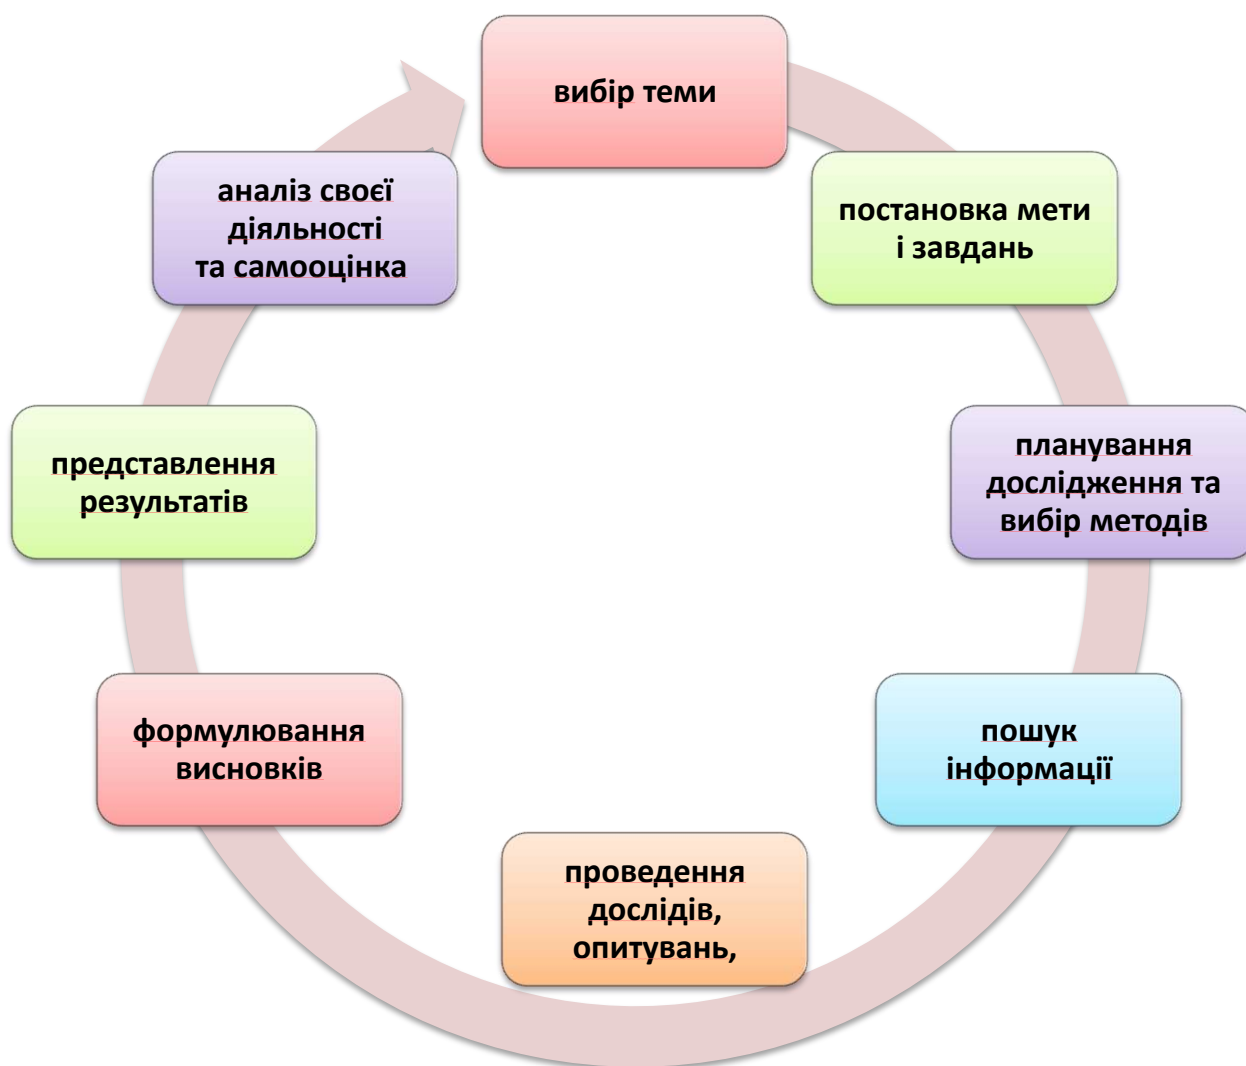 вибір теми
постановка мети
і завдань
планування
дослідження та
вибір методів
пошук
інформації
проведення
дослідів,
опитувань,
формулювання
висновків
представлення
результатів
аналіз своєї
діяльності
та самооцінка